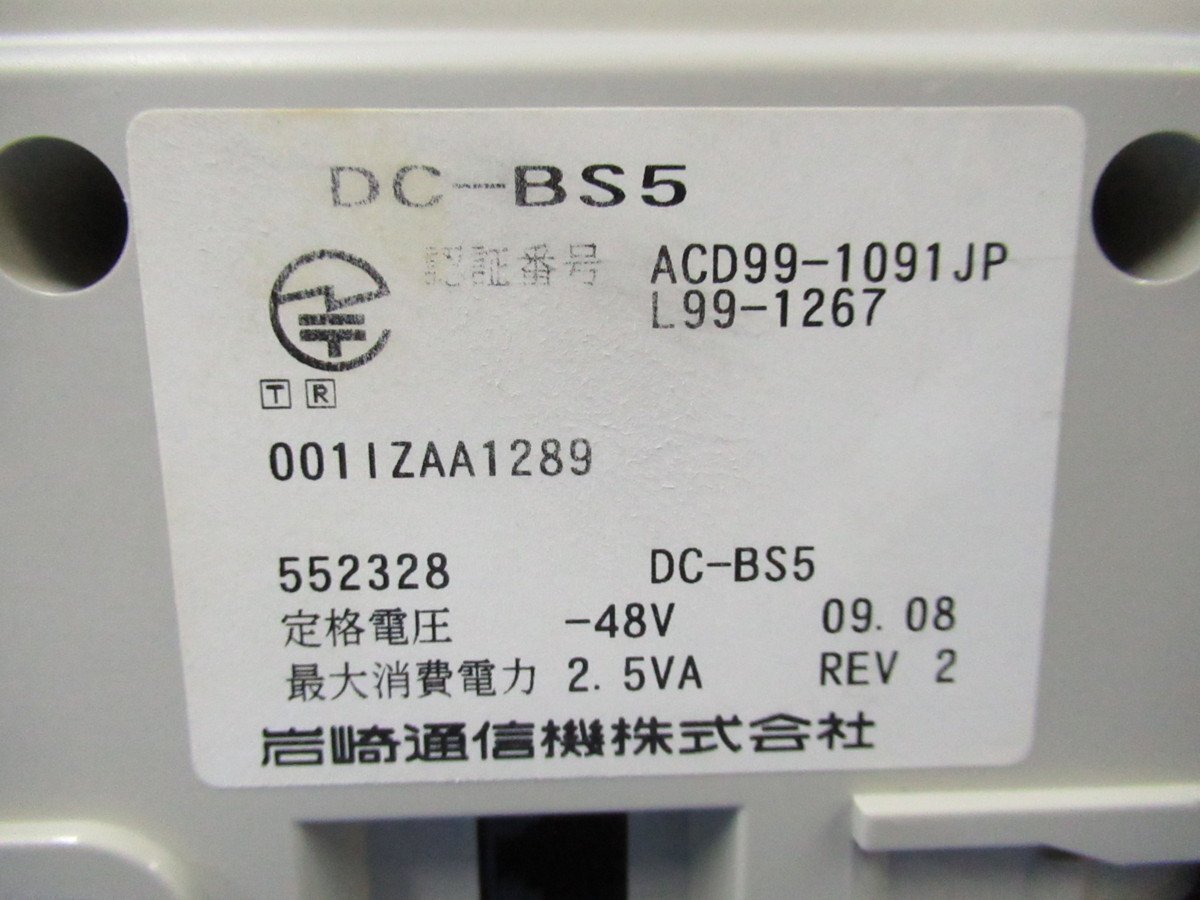 DC-BS5
認証番号 ACD99-1091JP
L99-1267
T R
001IZAA1289
552328 DC-BS5
定格電圧 -48V 09.08
最大消費電力 2.5VA REV 2
岩崎通信機株式会社